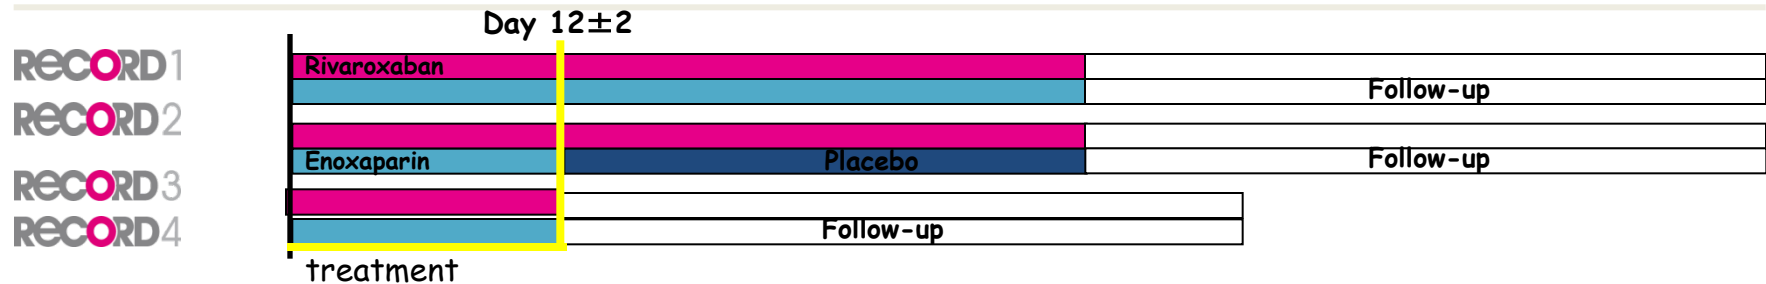 Day 12±2
RECORD1
Rivaroxaban
Follow-up
RECORD2
Enoxaparin
Placebo
Follow-up
RECORD3
RECORD4
Follow-up
treatment